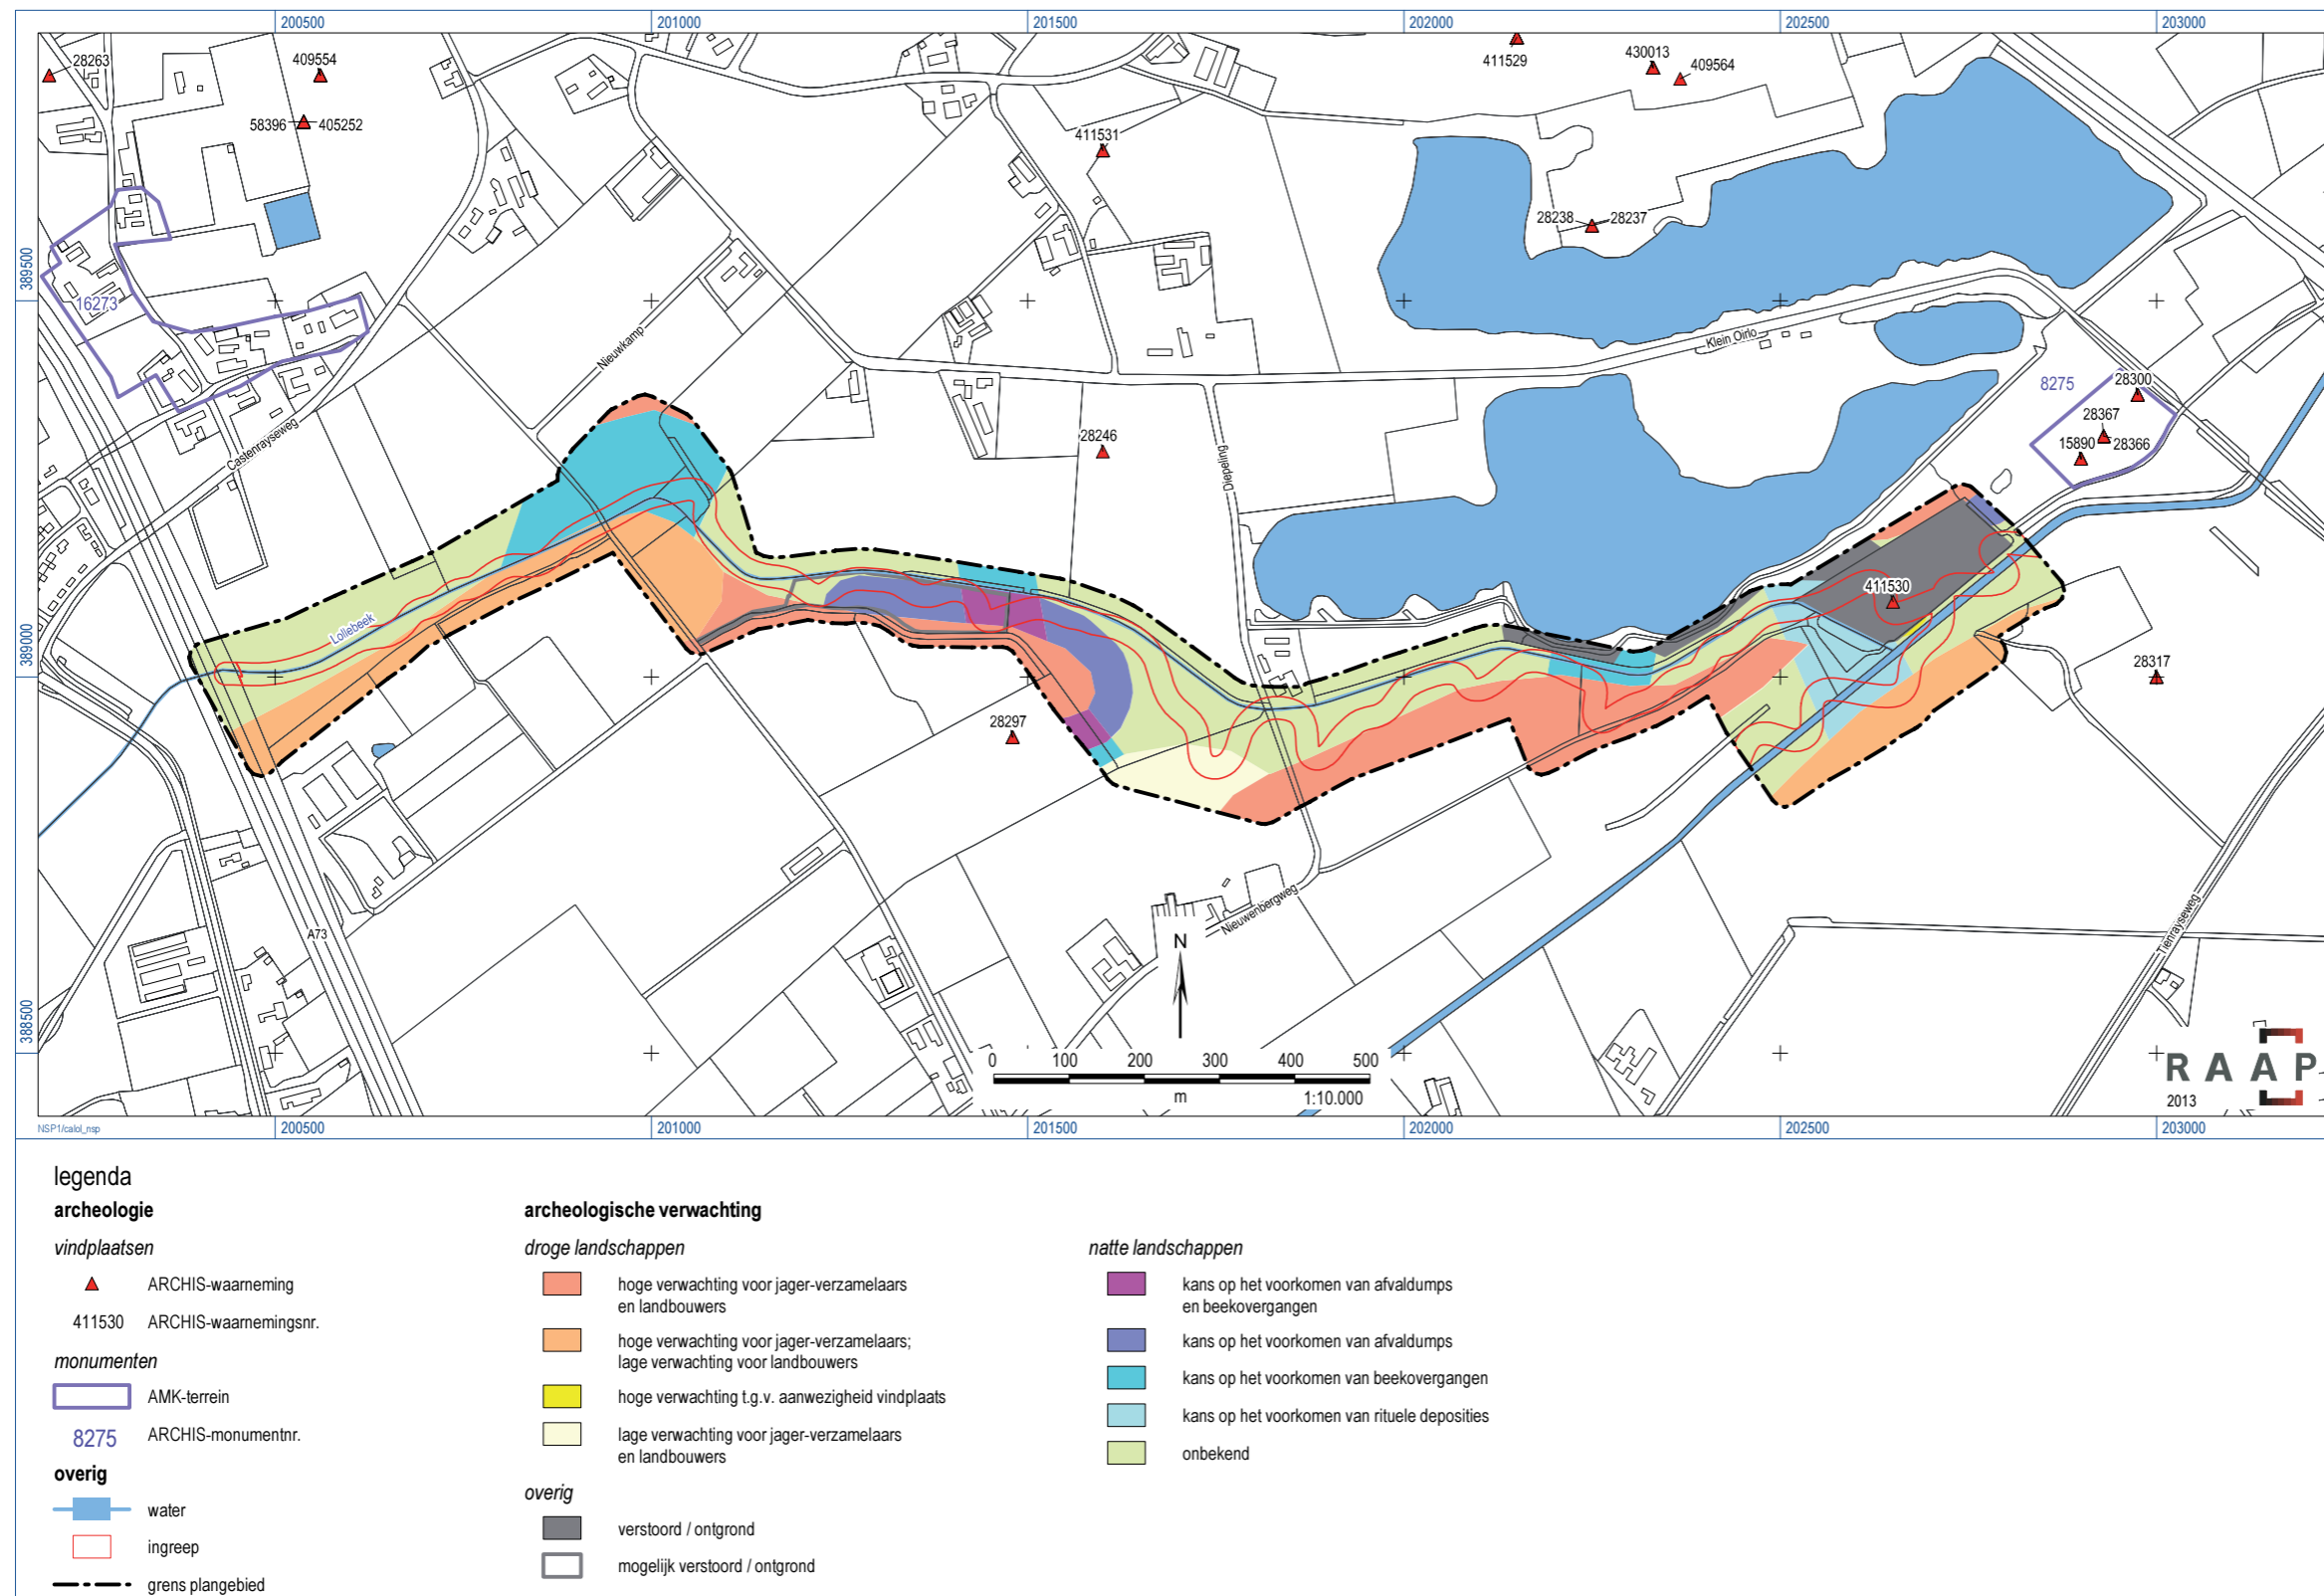 200500
201000
201500
202000
202500
203000
28263
409554
411529
430013
409564
58396
405252
411531
28238
28237
389500
16273
Nieuwkamp
Klein Oirlo
8275
28300
28367
15890
28366
Castenrayseweg
28246
Diepeling
411530
389000
Lollebeek
28317
28297
A73
Nieuwenbergweg
Tienrayseweg
N
388500
0 100 200 300 400 500
m
1:10.000
RAAP
2013
NSP1/calol_nsp
200500
201000
201500
202000
202500
203000
legenda
archeologie
vindplaatsen
ARCHIS-waarneming
411530 ARCHIS-waarnemingsnr.
monumenten
AMK-terrein
8275 ARCHIS-monumentnr.
overig
water
ingreep
grens plangebied
archeologische verwachting
droge landschappen
hoge verwachting voor jager-verzamelaars
en landbouwers
hoge verwachting voor jager-verzamelaars;
lage verwachting voor landbouwers
hoge verwachting t.g.v. aanwezigheid vindplaats
lage verwachting voor jager-verzamelaars
en landbouwers
overig
verstoord / ontgrond
mogelijk verstoord / ontgrond
natte landschappen
kans op het voorkomen van afvaldumps
en beekovergangen
kans op het voorkomen van afvaldumps
kans op het voorkomen van beekovergangen
kans op het voorkomen van rituele deposities
onbekend